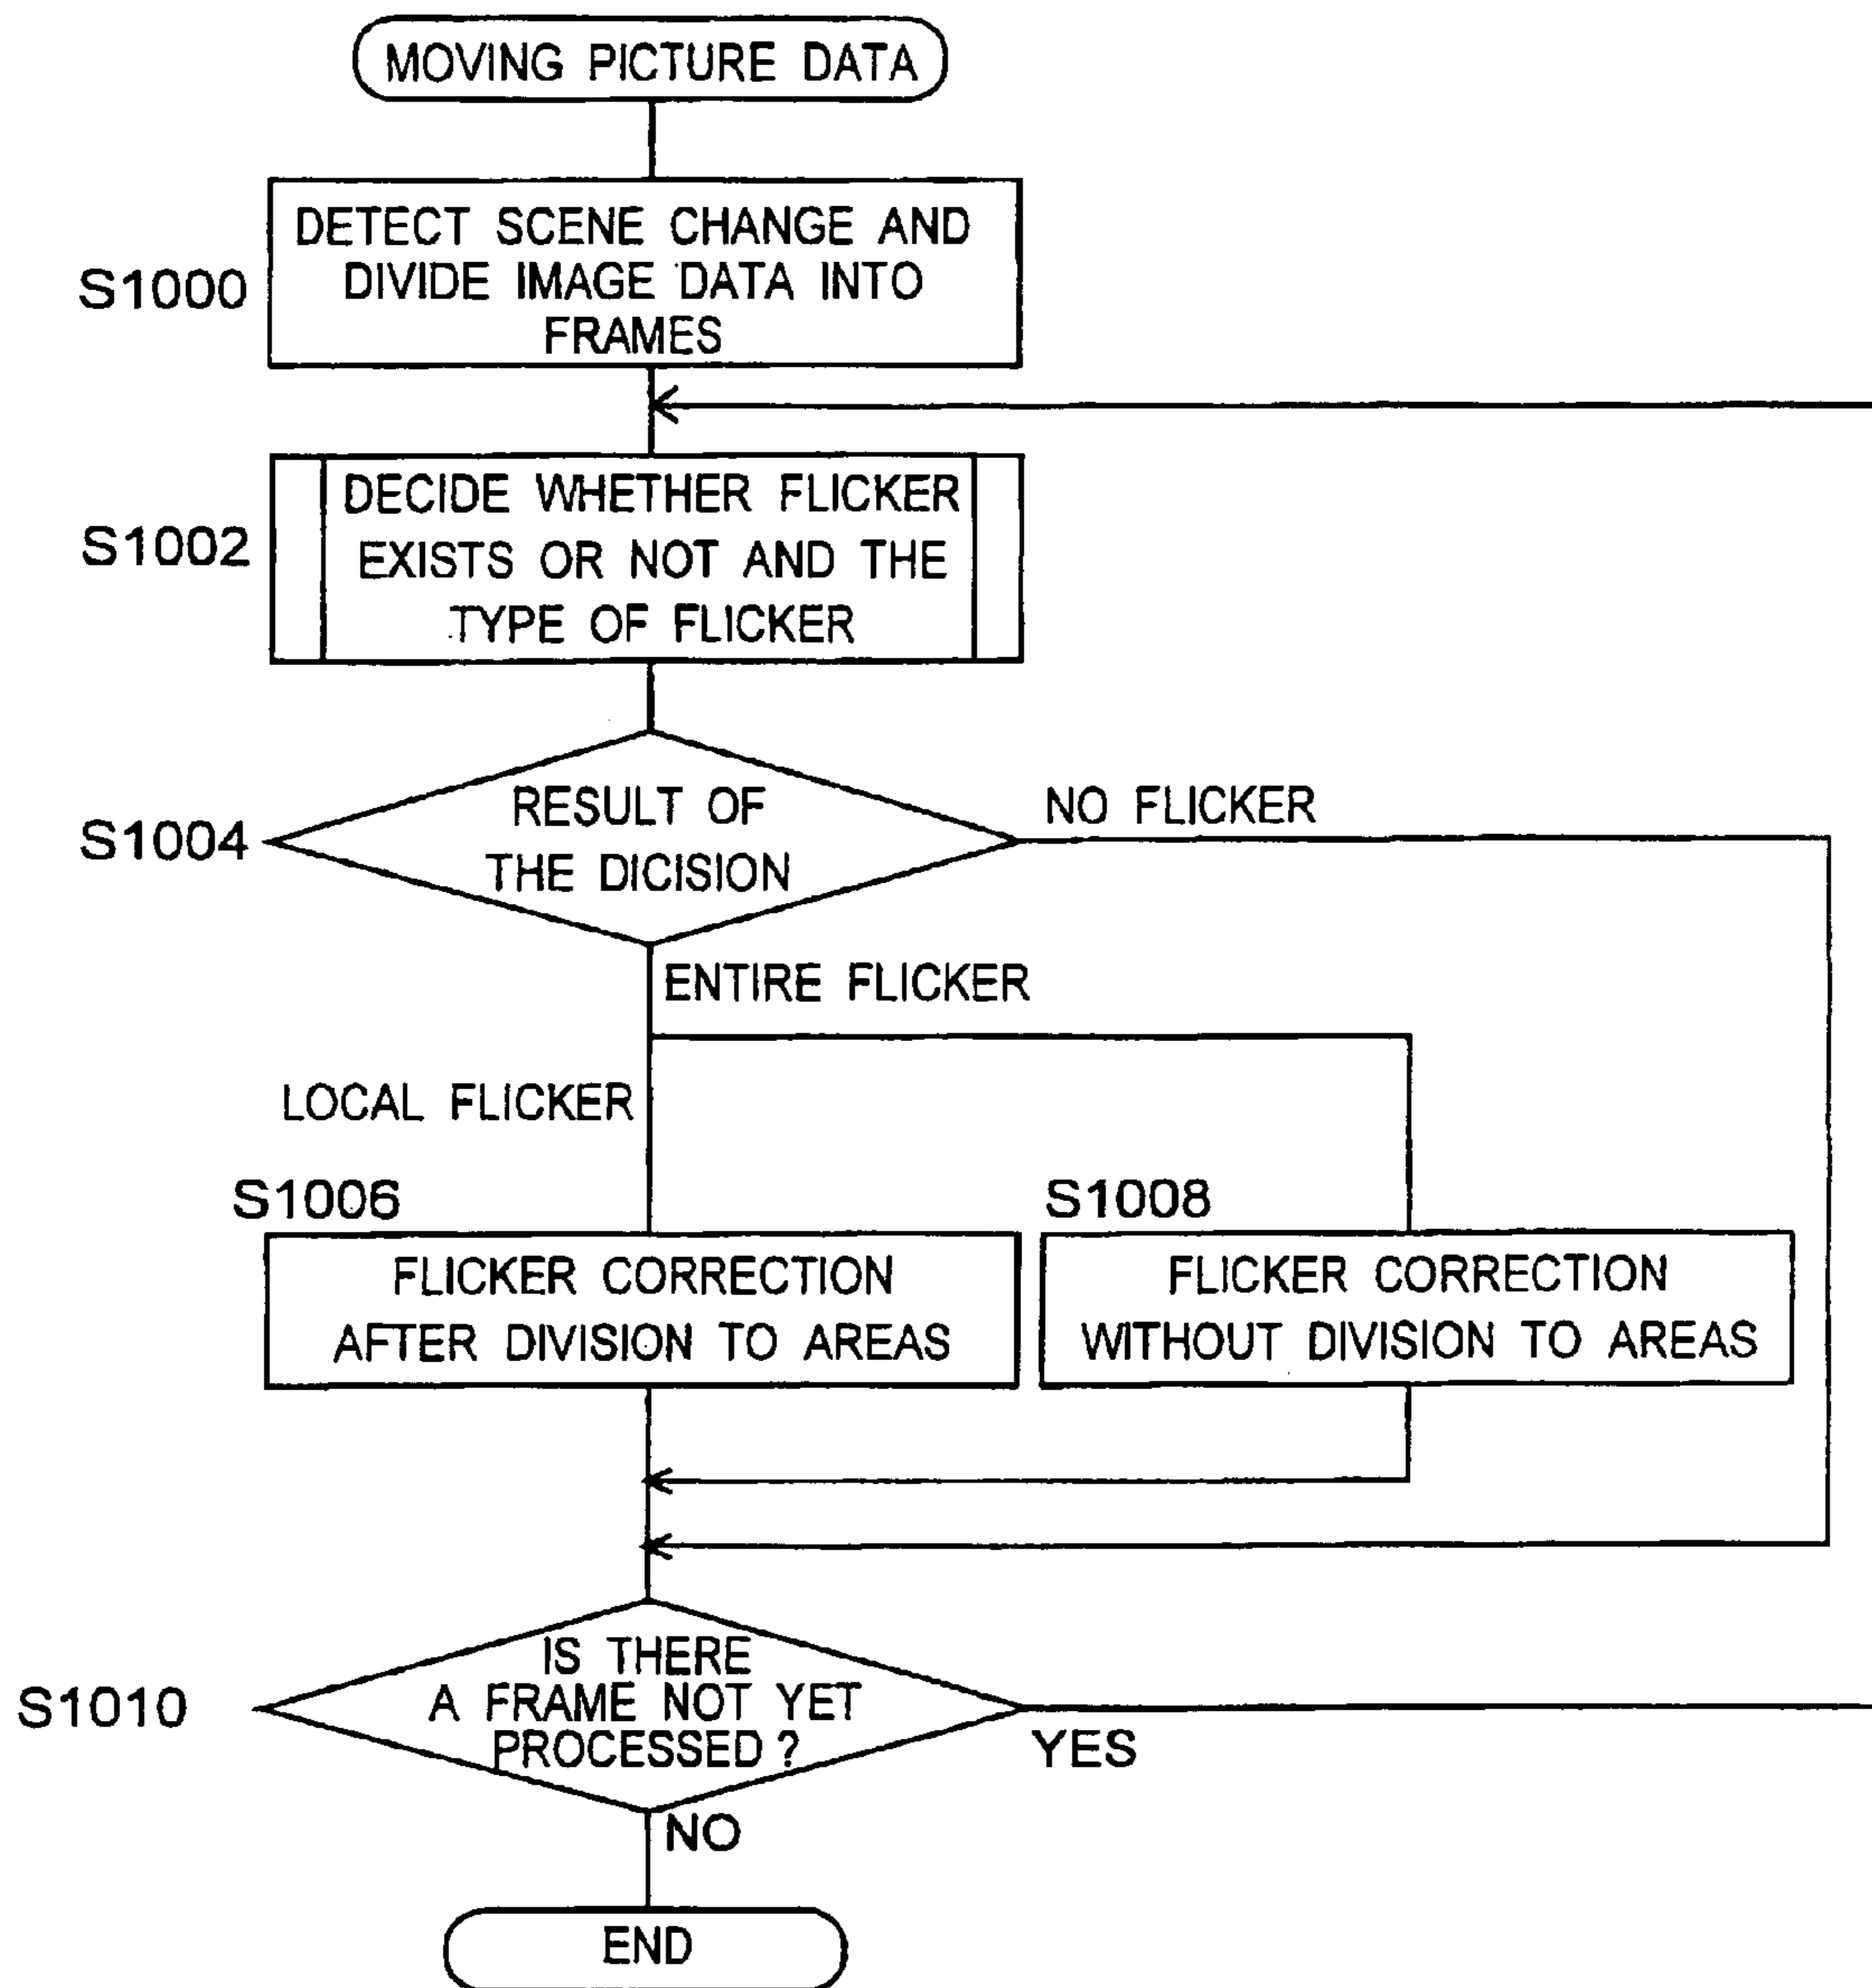 MOVING PICTURE DATA
S1000
DETECT SCENE CHANGE AND
DIVIDE IMAGE DATA INTO
FRAMES
S1002
DECIDE WHETHER FLICKER
EXISTS OR NOT AND THE
TYPE OF FLICKER
S1004
RESULT OF
THE DICISION
NO FLICKER
ENTIRE FLICKER
LOCAL FLICKER
S1006
FLICKER CORRECTION
AFTER DIVISION TO AREAS
S1008
FLICKER CORRECTION
WITHOUT DIVISION TO AREAS
S1010
IS THERE
A FRAME NOT YET
PROCESSED ?
YES
NO
END